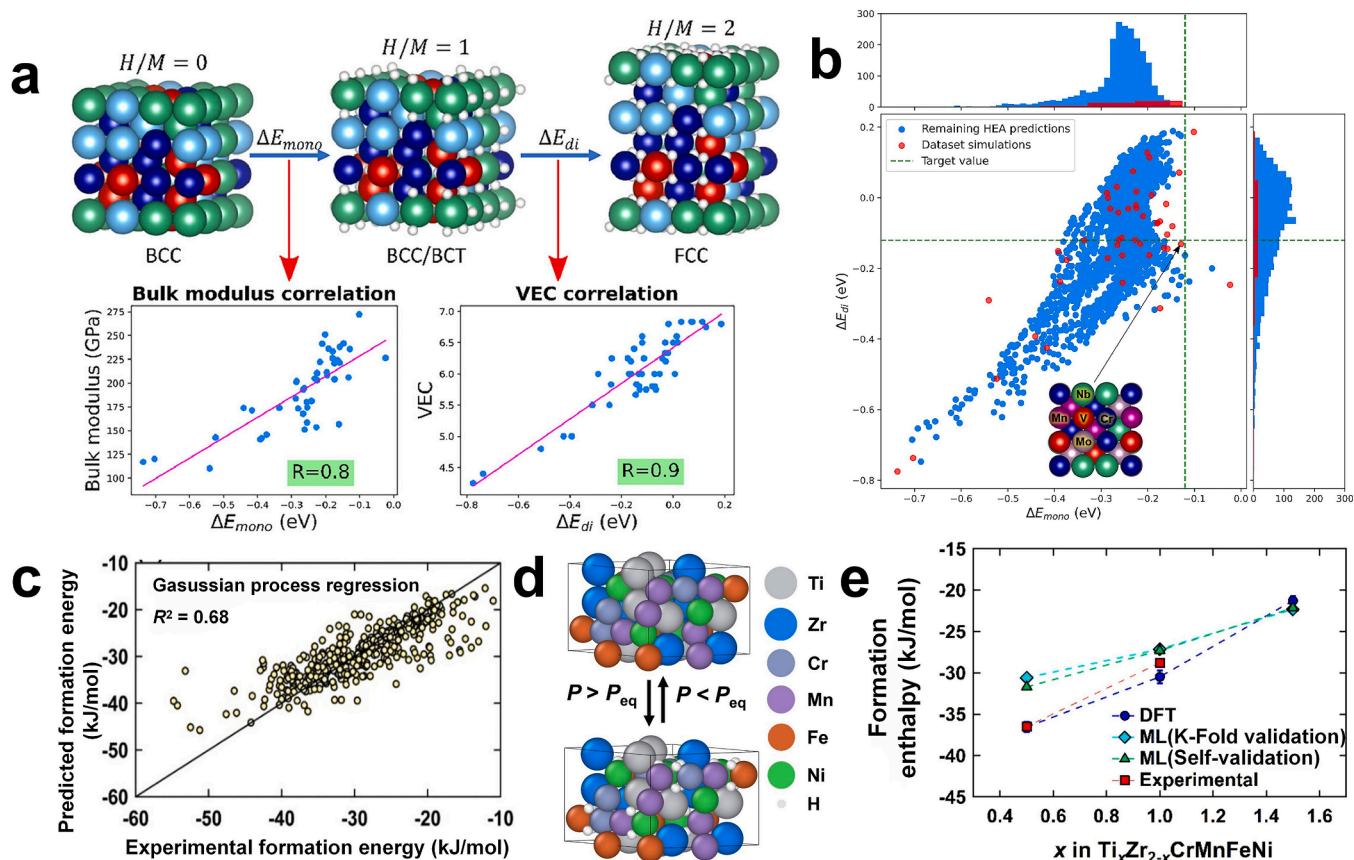 a
H/M = 0
H/M = 1
H/M = 2
ΔE_mono
ΔE_di
BCC
BCC/BCT
FCC
Bulk modulus correlation
Bulk modulus (GPa)
275
250
225
200
175
150
125
100
R=0.8
−0.7 −0.6 −0.5 −0.4 −0.3 −0.2 −0.1 0.0
ΔE_mono (eV)
VEC correlation
VEC
7.0
6.5
6.0
5.5
5.0
4.5
R=0.9
−0.8 −0.6 −0.4 −0.2 0.0 0.2
ΔE_di (eV)
b
300
200
100
0
Remaining HEA predictions
Dataset simulations
Target value
0.2
0.0
−0.2
−0.4
−0.6
−0.8
ΔE_di (eV)
Nb
Mn V Cr
Mo
−0.7 −0.6 −0.5 −0.4 −0.3 −0.2 −0.1 0.0
ΔE_mono (eV)
0 100 200 300
c
Predicted formation energy
(kJ/mol)
-10
-20
-30
-40
-50
-60
Gasussian process regression
R² = 0.68
-60 -50 -40 -30 -20 -10
Experimental formation energy (kJ/mol)
d
P > P_eq
P < P_eq
Ti
Zr
Cr
Mn
Fe
Ni
H
e
Formation
enthalpy (kJ/mol)
-15
-20
-25
-30
-35
-40
-45
DFT
ML(K-Fold validation)
ML(Self-validation)
Experimental
0.4 0.6 0.8 1.0 1.2 1.4 1.6
x in TiₓZr₂₋ₓCrMnFeNi